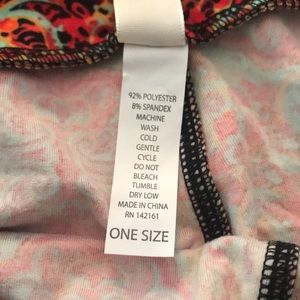 92% POLYESTER
8% SPANDEX
MACHINE
WASH
COLD
GENTLE
CYCLE
DO NOT
BLEACH
TUMBLE
DRY LOW
MADE IN CHINA
RN 142161
ONE SIZE